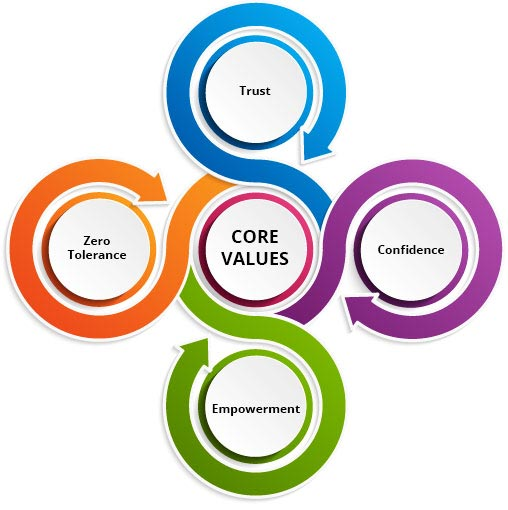 Trust
Zero
Tolerance
CORE
VALUES
Confidence
Empowerment